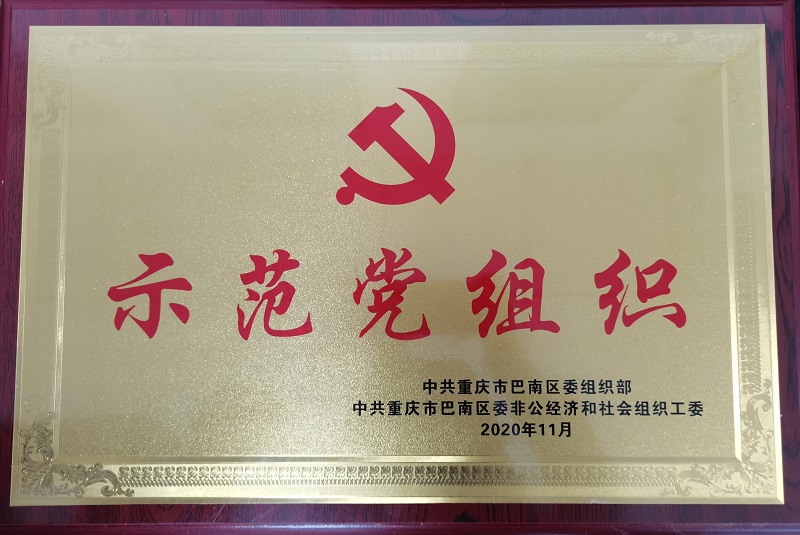 示范党组织
中共重庆市巴南区委组织部
中共重庆市巴南区委非公经济和社会组织工委
2020年11月